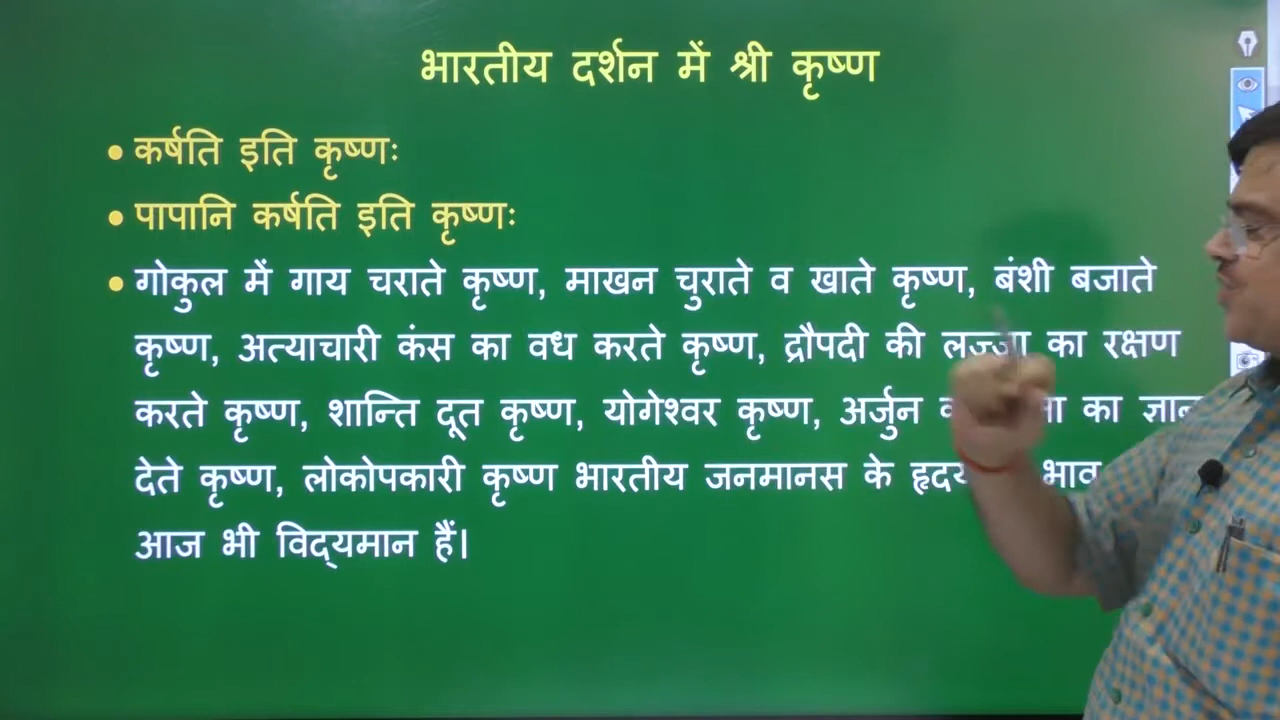 भारतीय दर्शन में श्री कृष्ण
• कर्षति इति कृष्णः
• पापानि कर्षति इति कृष्णः
• गोकुल में गाय चराते कृष्ण, माखन चुराते व खाते कृष्ण, बंशी बजाते
कृष्ण, अत्याचारी कंस का वध करते कृष्ण, द्रौपदी की लज्जा का रक्षण
करते कृष्ण, शान्ति दूत कृष्ण, योगेश्वर कृष्ण, अर्जुन का ज्ञान
देते कृष्ण, लोकोपकारी कृष्ण भारतीय जनमानस के भाव
आज भी विद्यमान हैं।